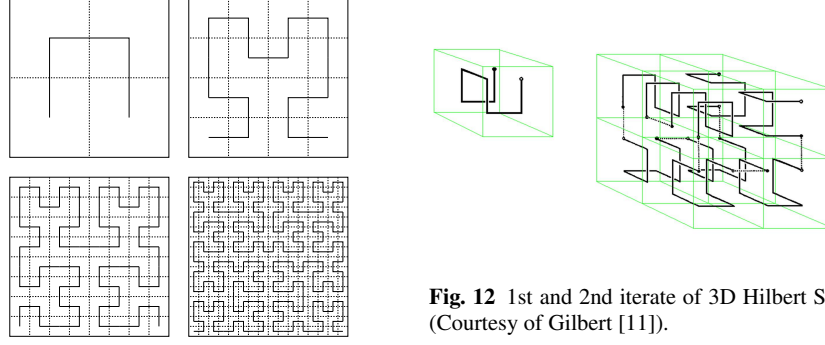 Fig. 12 1st and 2nd iterate of 3D Hilbert S
(Courtesy of Gilbert [11]).